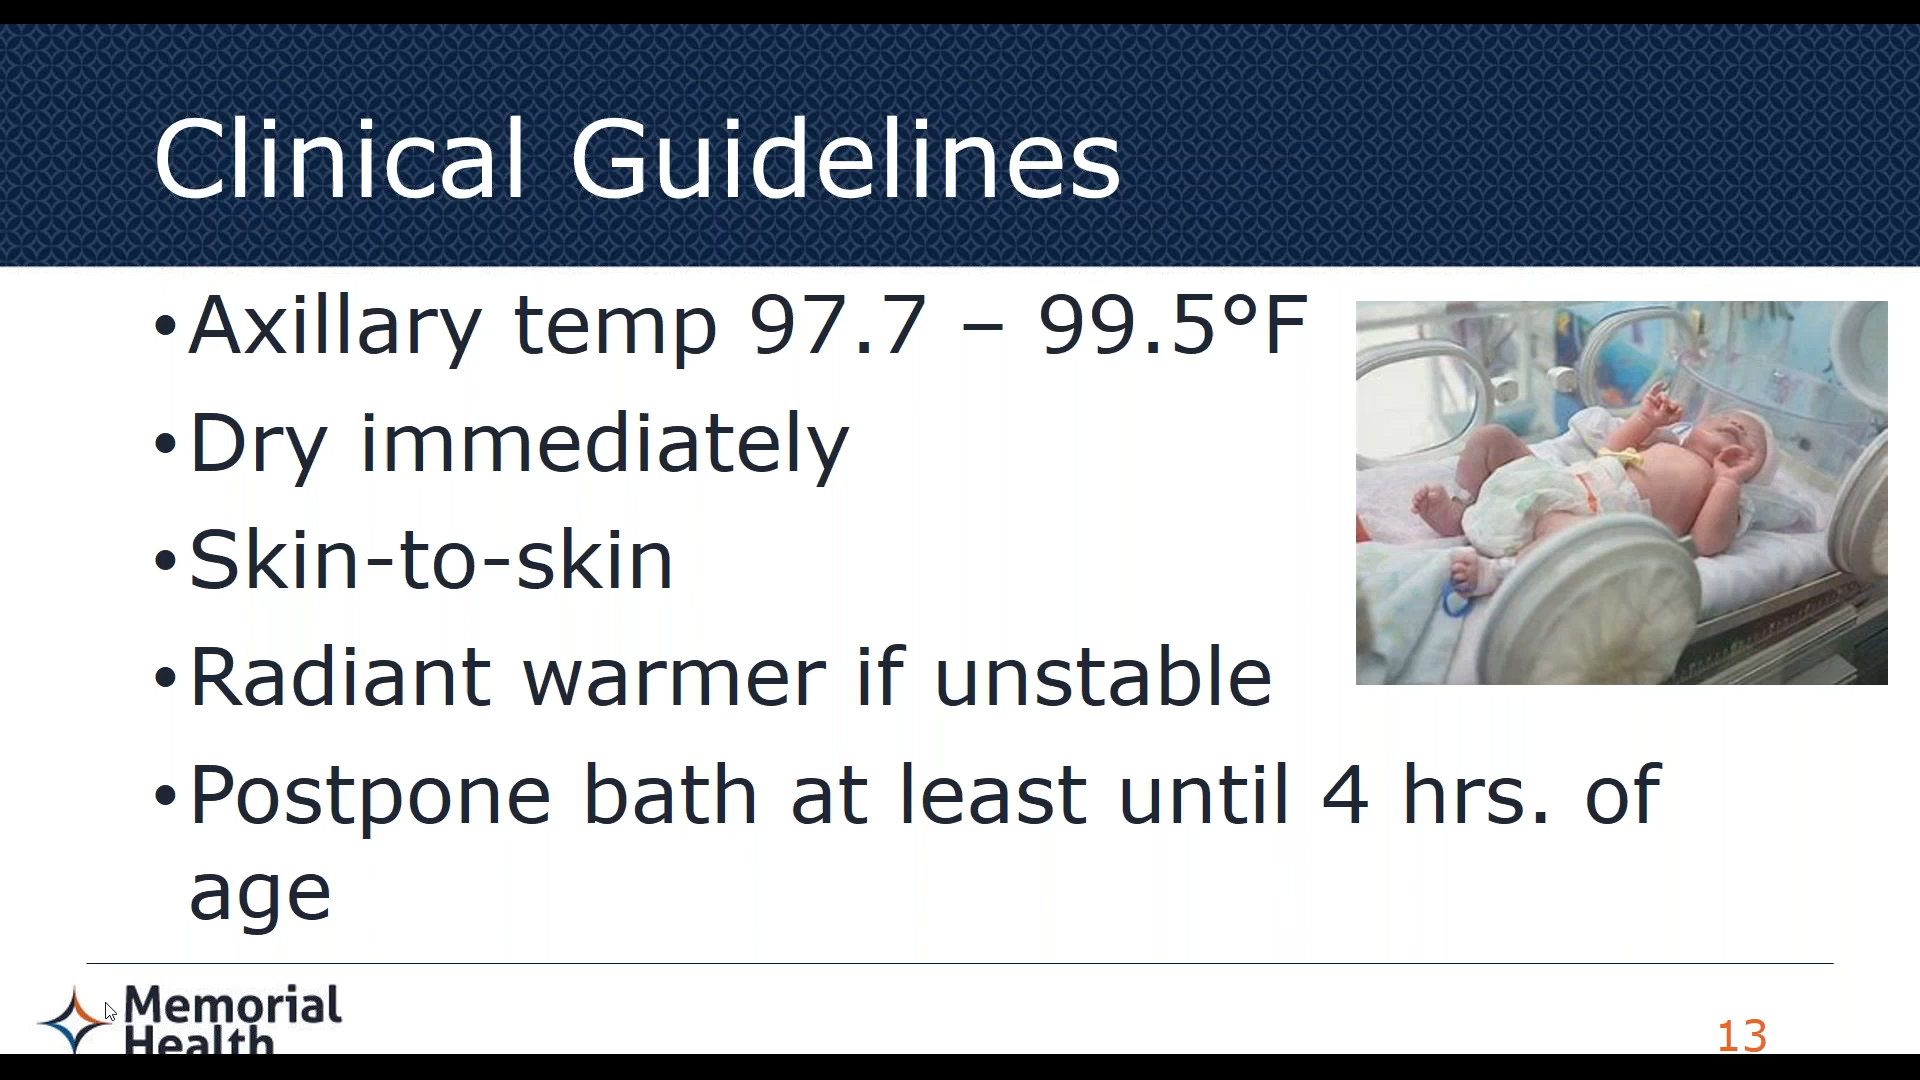 Clinical Guidelines
•Axillary temp 97.7 – 99.5°F
•Dry immediately
•Skin-to-skin
•Radiant warmer if unstable
•Postpone bath at least until 4 hrs. of
age
Memorial
Health
13